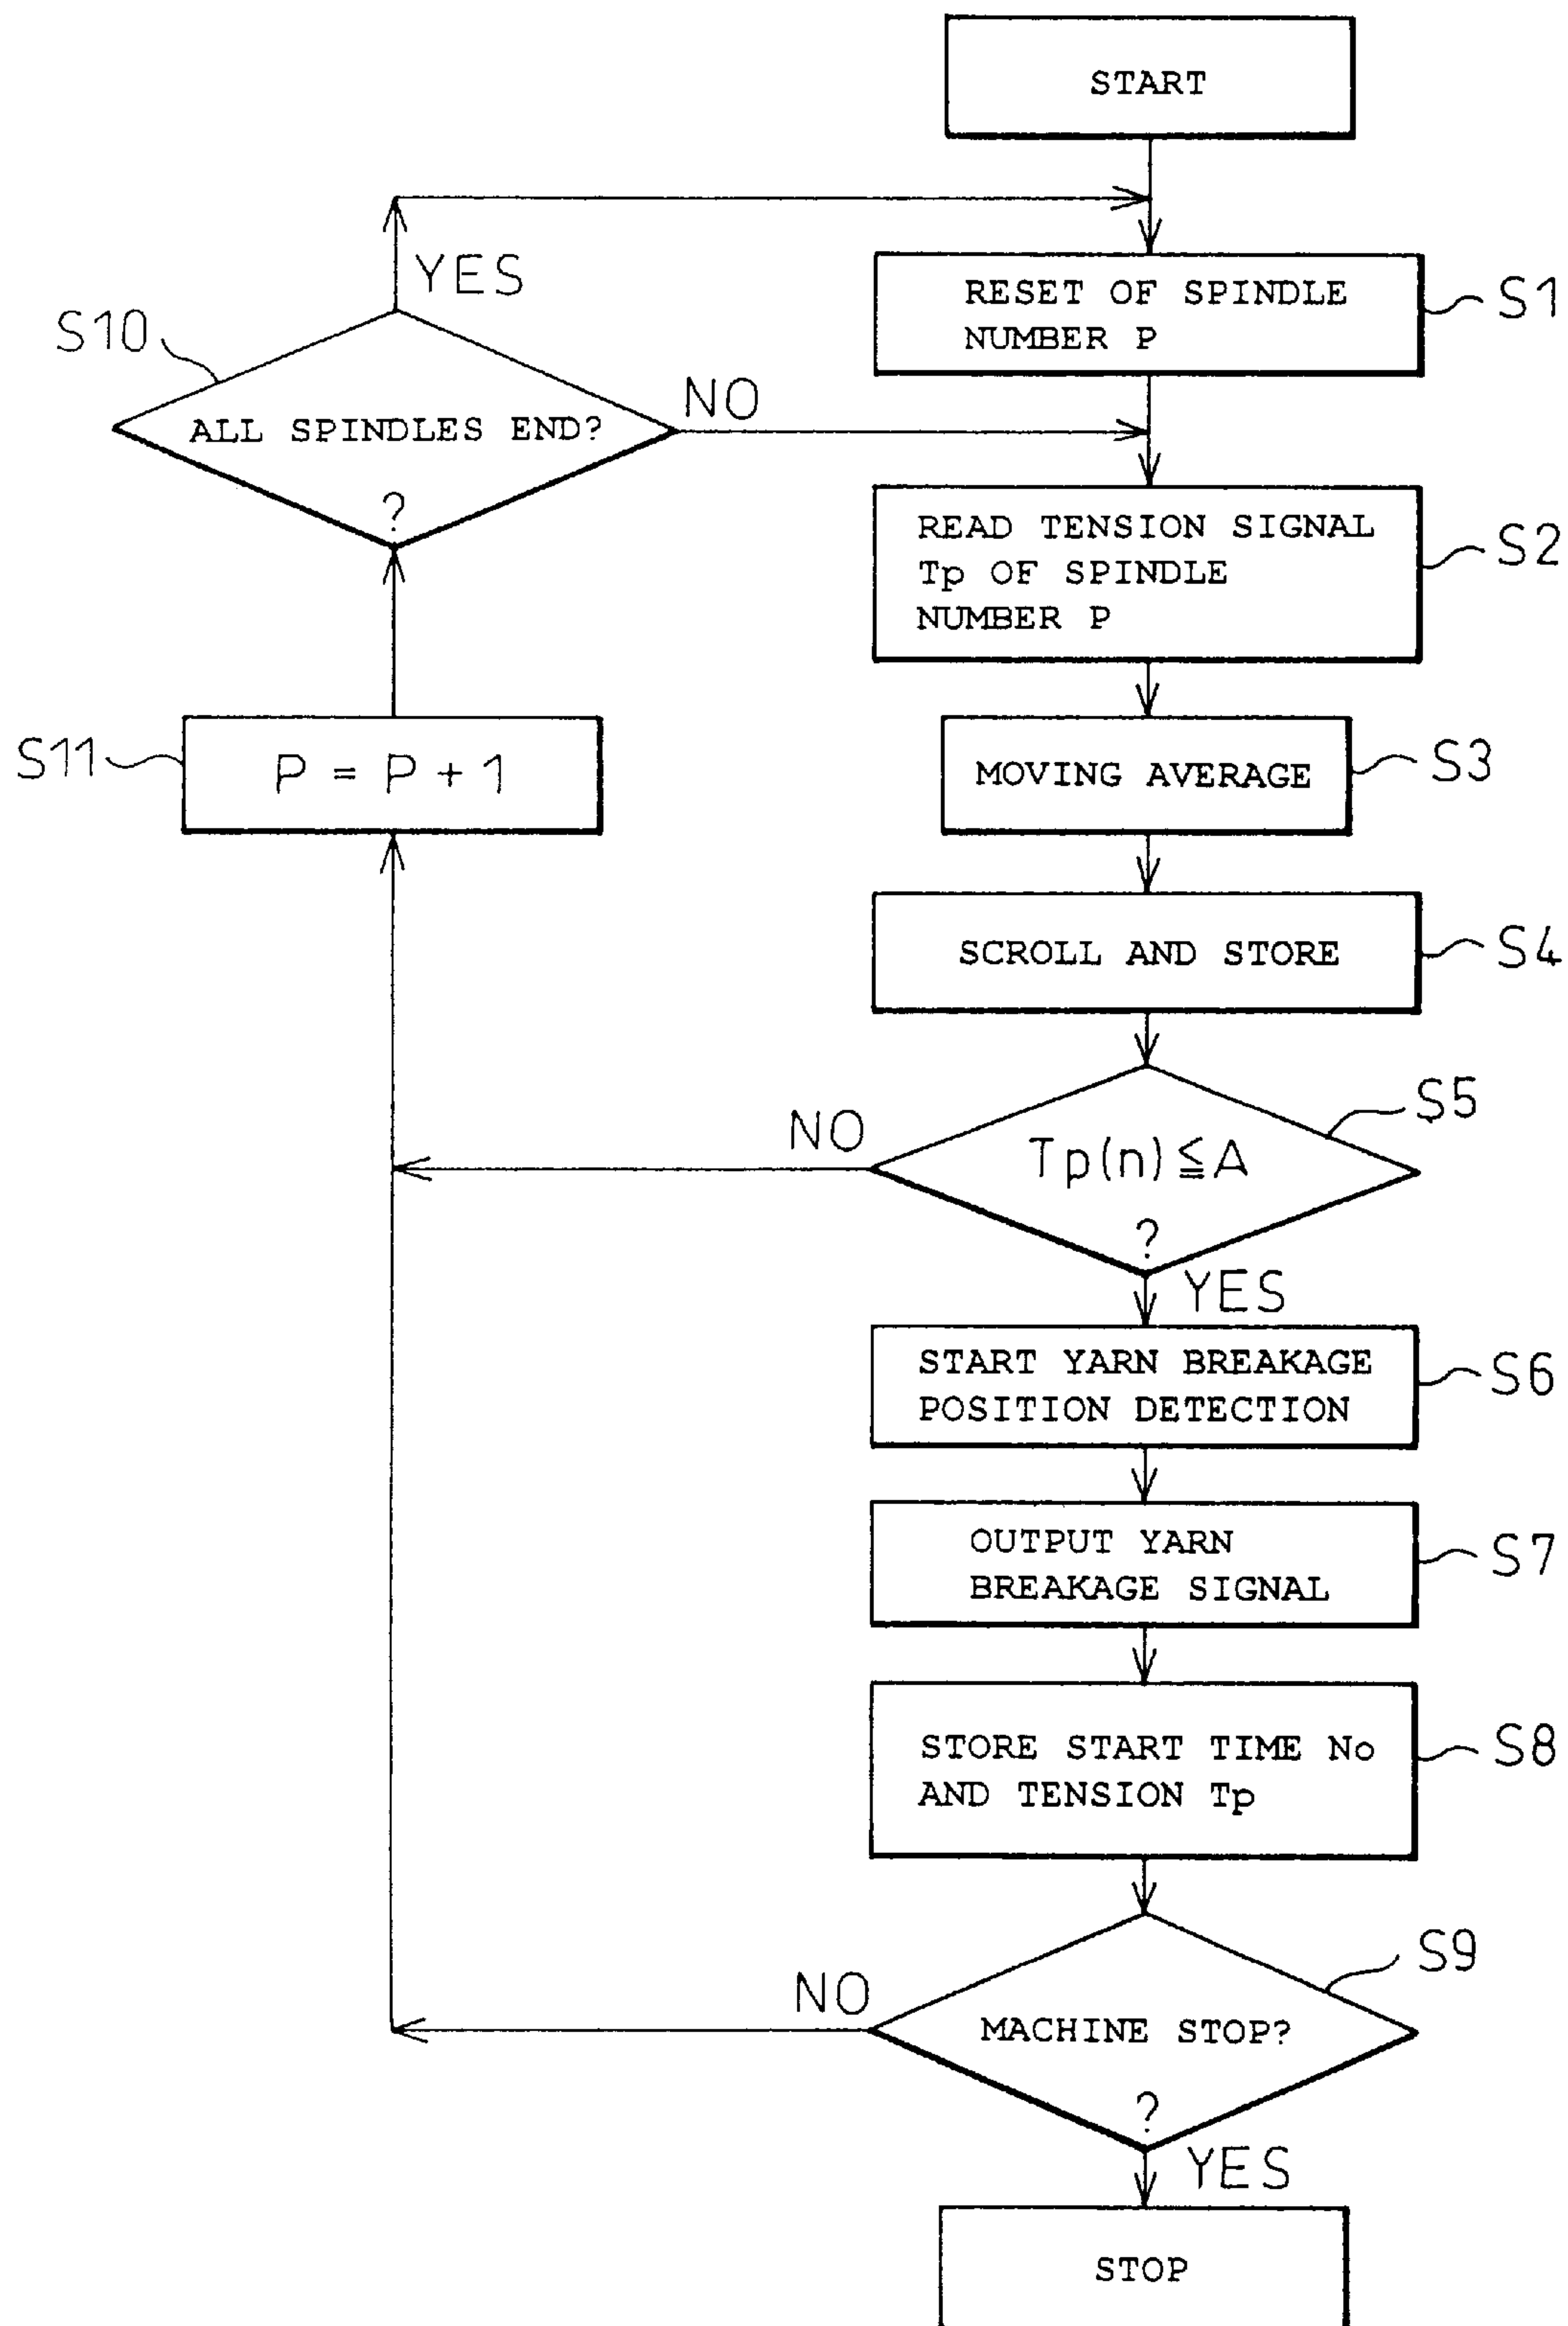 START
YES
RESET OF SPINDLE
NUMBER P
S1
S10
ALL SPINDLES END?
?
NO
READ TENSION SIGNAL
Tp OF SPINDLE
NUMBER P
S2
S11
P = P + 1
MOVING AVERAGE
S3
SCROLL AND STORE
S4
NO
Tp(n) ≦ A
?
S5
YES
START YARN BREAKAGE
POSITION DETECTION
S6
OUTPUT YARN
BREAKAGE SIGNAL
S7
STORE START TIME No
AND TENSION Tp
S8
NO
MACHINE STOP?
?
S9
YES
STOP